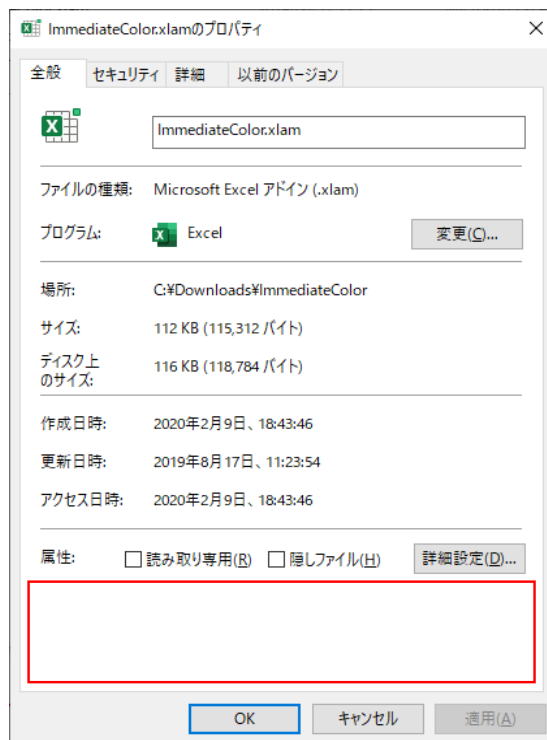 ImmediateColor.xlamのプロパティ
全般 セキュリティ 詳細 以前のバージョン
ImmediateColor.xlam
ファイルの種類: Microsoft Excel アドイン (.xlam)
プログラム: Excel 変更(C)...
場所: C:¥Downloads¥ImmediateColor
サイズ: 112 KB (115,312 バイト)
ディスク上
のサイズ: 116 KB (118,784 バイト)
作成日時: 2020年2月9日、18:43:46
更新日時: 2019年8月17日、11:23:54
アクセス日時: 2020年2月9日、18:43:46
属性: 読み取り専用(R) 隠しファイル(H) 詳細設定(D)...
OK キャンセル 適用(A)